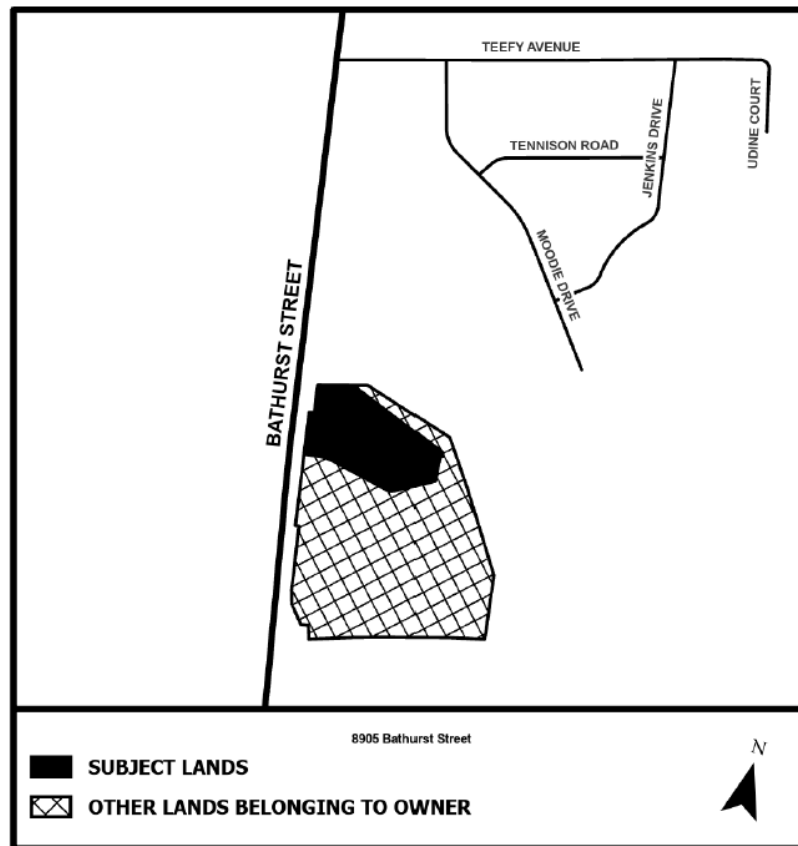 TEEFY AVENUE
UDINE COURT
JENKINS DRIVE
TENNISON ROAD
MOODIE DRIVE
BATHURST STREET
8905 Bathurst Street
N
SUBJECT LANDS
OTHER LANDS BELONGING TO OWNER